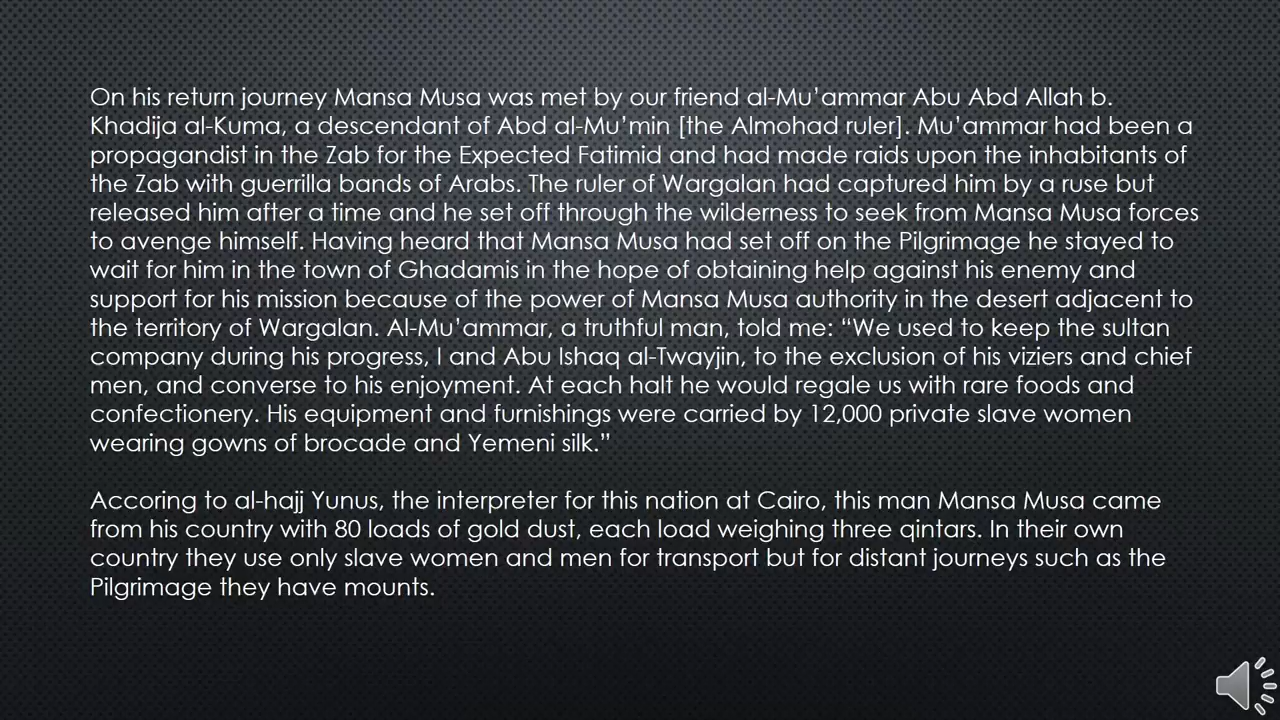 On his return journey Mansa Musa was met by our friend al-Mu’ammar Abu Abd Allah b.
Khadija al-Kuma, a descendant of Abd al-Mu’min [the Almohad ruler]. Mu’ammar had been a
propagandist in the Zab for the Expected Fatimid and had made raids upon the inhabitants of
the Zab with guerrilla bands of Arabs. The ruler of Wargalan had captured him by a ruse but
released him after a time and he set off through the wilderness to seek from Mansa Musa forces
to avenge himself. Having heard that Mansa Musa had set off on the Pilgrimage he stayed to
wait for him in the town of Ghadamis in the hope of obtaining help against his enemy and
support for his mission because of the power of Mansa Musa authority in the desert adjacent to
the territory of Wargalan. Al-Mu’ammar, a truthful man, told me: “We used to keep the sultan
company during his progress, I and Abu Ishaq al-Twayjin, to the exclusion of his viziers and chief
men, and converse to his enjoyment. At each halt he would regale us with rare foods and
confectionery. His equipment and furnishings were carried by 12,000 private slave women
wearing gowns of brocade and Yemeni silk.”
Accoring to al-hajj Yunus, the interpreter for this nation at Cairo, this man Mansa Musa came
from his country with 80 loads of gold dust, each load weighing three qintars. In their own
country they use only slave women and men for transport but for distant journeys such as the
Pilgrimage they have mounts.